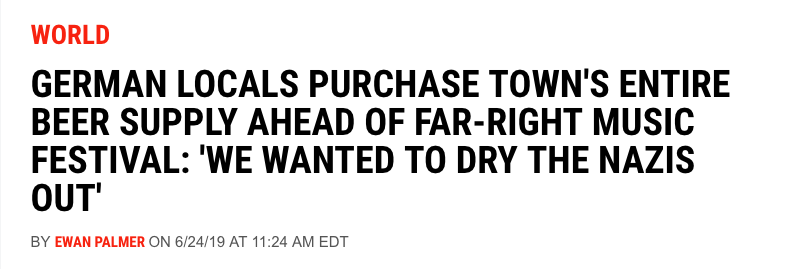 WORLD
GERMAN LOCALS PURCHASE TOWN'S ENTIRE
BEER SUPPLY AHEAD OF FAR-RIGHT MUSIC
FESTIVAL: 'WE WANTED TO DRY THE NAZIS
OUT'
BY EWAN PALMER ON 6/24/19 AT 11:24 AM EDT